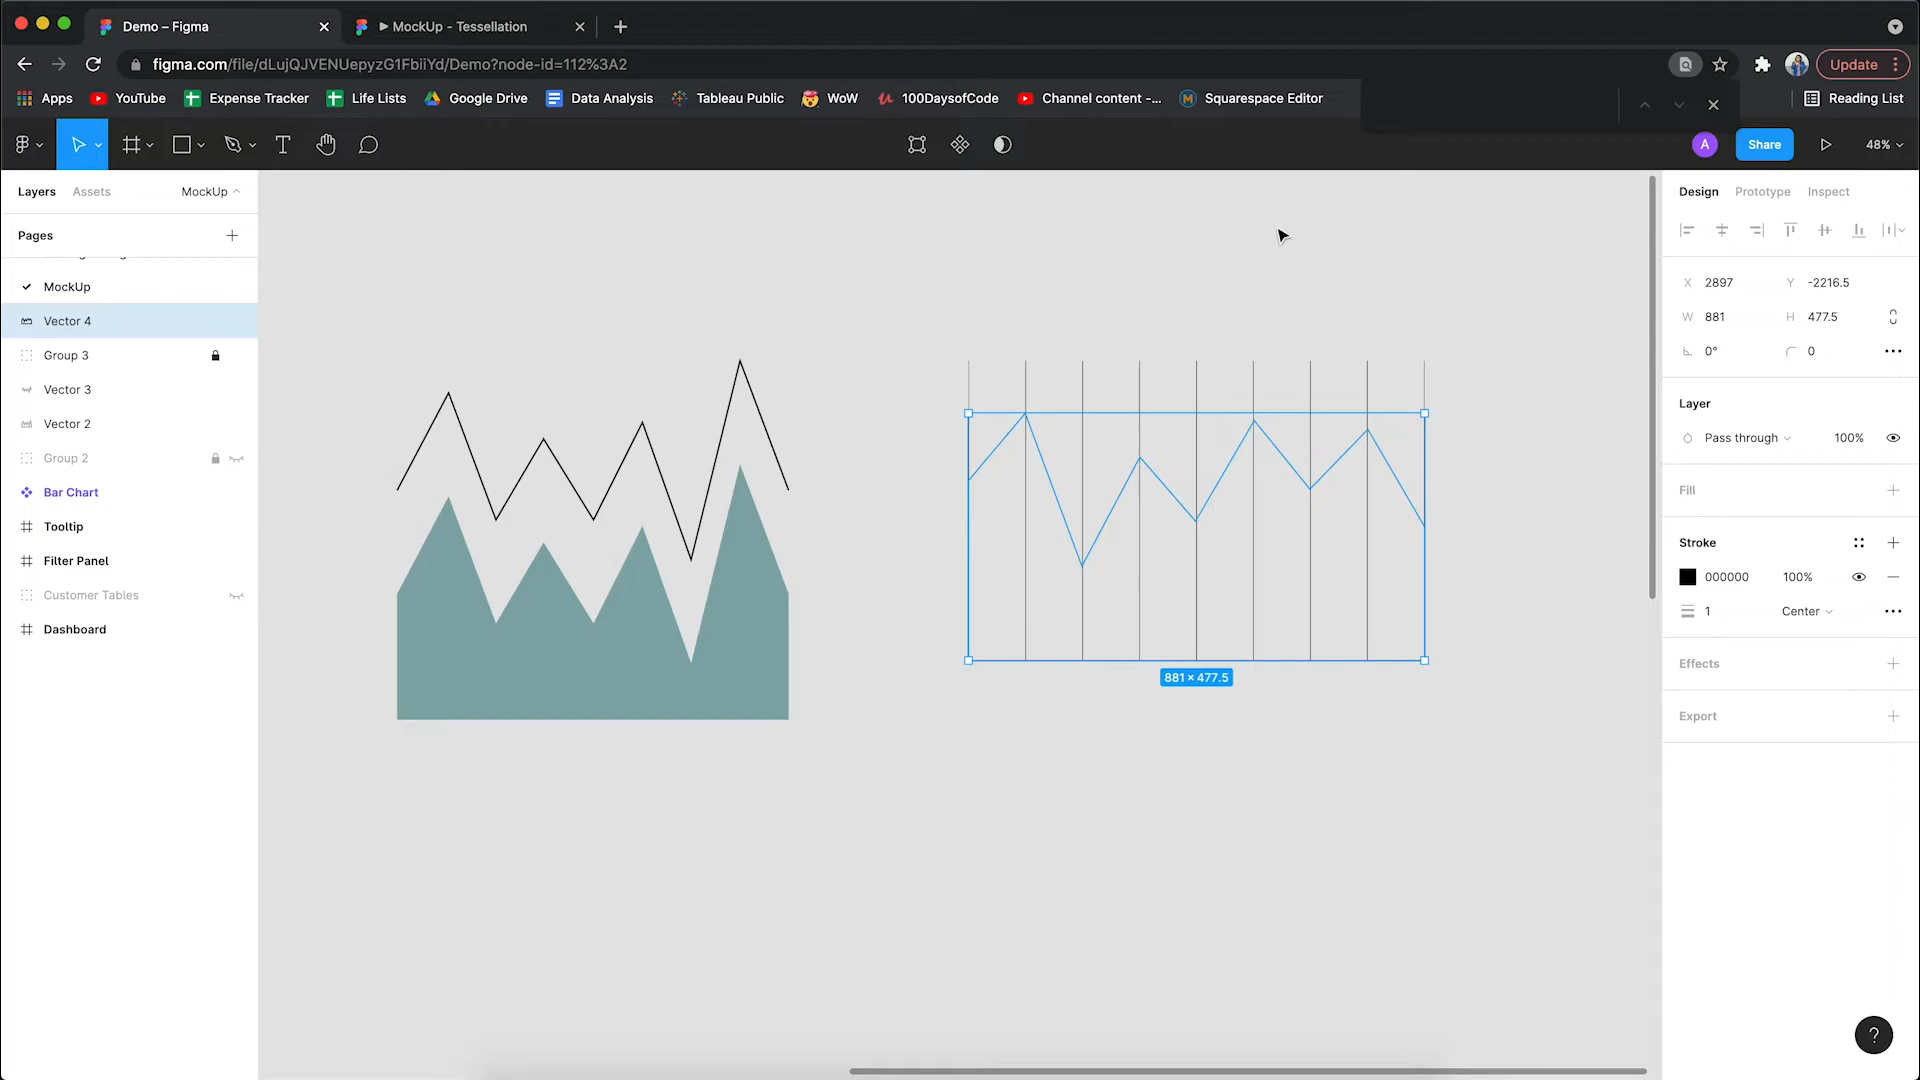 Demo – Figma
MockUp - Tessellation
figma.com/file/dLujQJVENUepyzG1FbiiYd/Demo?node-id=112%3A2
Update
Apps
YouTube
Expense Tracker
Life Lists
Google Drive
Data Analysis
Tableau Public
WoW
100DaysofCode
Channel content -...
Squarespace Editor
Reading List
A
Share
48%
Layers
Assets
MockUp
Design
Prototype
Inspect
Pages
MockUp
Vector 4
Group 3
Vector 3
Vector 2
Group 2
Bar Chart
Tooltip
Filter Panel
Customer Tables
Dashboard
881 × 477.5
X 2897
Y -2216.5
W 881
H 477.5
0°
0
Layer
Pass through
100%
Fill
Stroke
000000
100%
1
Center
Effects
Export
?